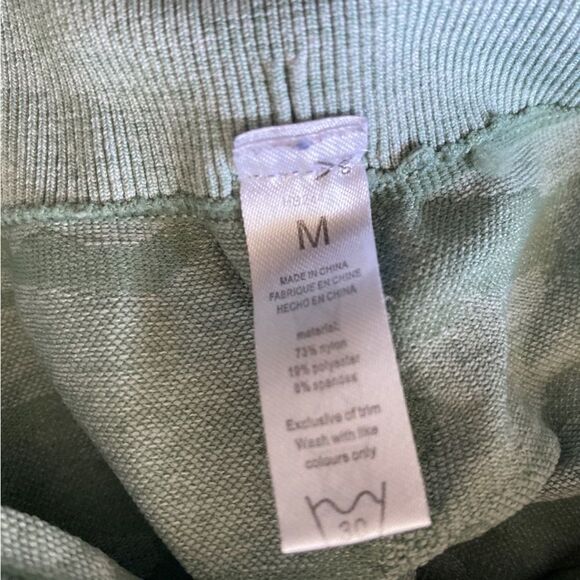 M
MADE IN CHINA
FABRIQUE EN CHINE
HECHO EN CHINA
material:
73% nylon
19% polyester
8% spandex
Exclusive of trim
Wash with like
colours only
30